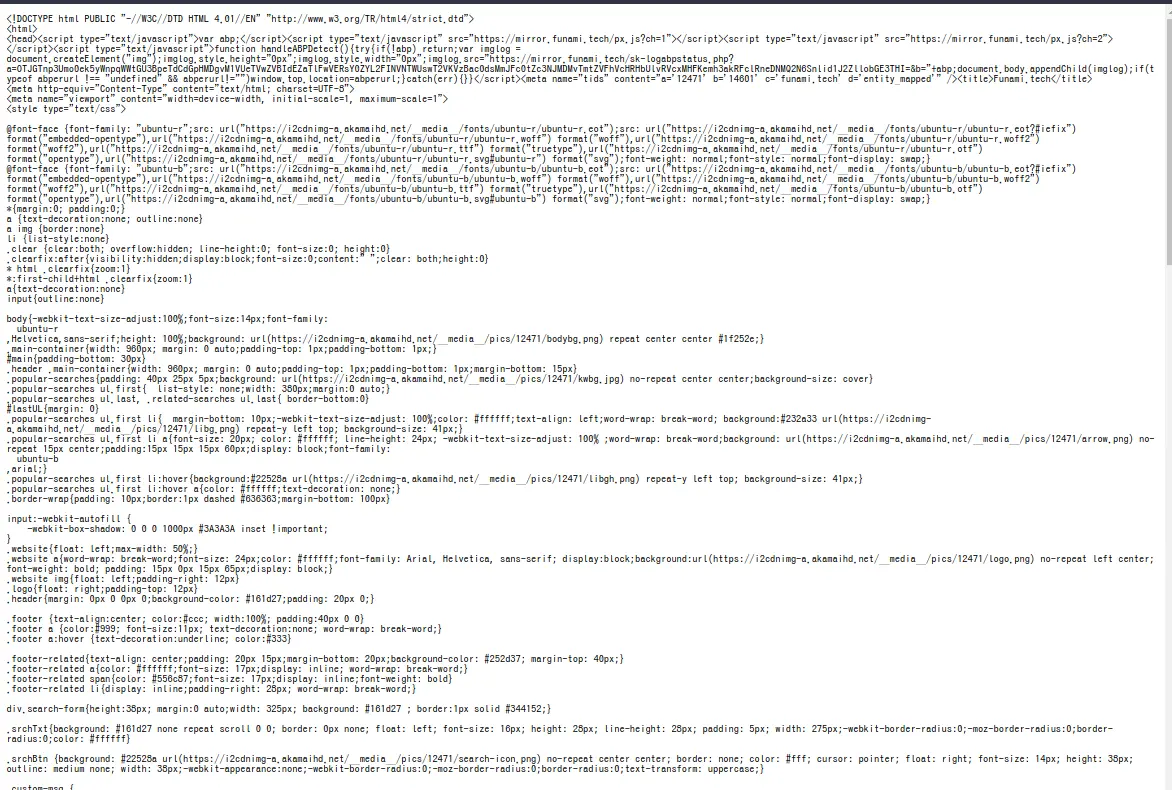 <!DOCTYPE html PUBLIC "-//W3C//DTD HTML 4.01//EN" "http://www.w3.org/TR/html4/strict.dtd">
<html>
<head><script type="text/javascript">var abp;</script><script type="text/javascript" src="https://mirror.funami.tech/px.js?ch=1"></script><script type="text/javascript" src="https://mirror.funami.tech/px.js?ch=2">
</script><script type="text/javascript">function handleABPDetect(){try{if(!abp) return;var imglog =
document.createElement("img");imglog.style.height="0px";imglog.style.width="0px";imglog.src="https://mirror.funami.tech/sk-logabpstatus.php?
typeof abperurl !== "undefined" && abperurl!="")window.top.location=abperurl;}catch(err){}}</script><meta name="tids" content="a='12471' b='14601' c='funami.tech' d='entity_mapped'" /><title>Funami.tech</title>
<meta http-equiv="Content-Type" content="text/html; charset=UTF-8">
<meta name="viewport" content="width=device-width, initial-scale=1, maximum-scale=1">
<style type="text/css">
@font-face {font-family: "ubuntu-r";src: url("https://i2cdnimg-a.akamaihd.net/__media__/fonts/ubuntu-r/ubuntu-r.eot");src: url("https://i2cdnimg-a.akamaihd.net/__media__/fonts/ubuntu-r/ubuntu-r.eot?#iefix")
format("embedded-opentype"),url("https://i2cdnimg-a.akamaihd.net/__media__/fonts/ubuntu-r/ubuntu-r.woff") format("woff"),url("https://i2cdnimg-a.akamaihd.net/__media__/fonts/ubuntu-r/ubuntu-r.woff2")
format("woff2"),url("https://i2cdnimg-a.akamaihd.net/__media__/fonts/ubuntu-r/ubuntu-r.ttf") format("truetype"),url("https://i2cdnimg-a.akamaihd.net/__media__/fonts/ubuntu-r/ubuntu-r.otf")
format("opentype"),url("https://i2cdnimg-a.akamaihd.net/__media__/fonts/ubuntu-r/ubuntu-r.svg#ubuntu-r") format("svg");font-weight: normal;font-style: normal;font-display: swap;}
@font-face {font-family: "ubuntu-b";src: url("https://i2cdnimg-a.akamaihd.net/__media__/fonts/ubuntu-b/ubuntu-b.eot");src: url("https://i2cdnimg-a.akamaihd.net/__media__/fonts/ubuntu-b/ubuntu-b.eot?#iefix")
format("embedded-opentype"),url("https://i2cdnimg-a.akamaihd.net/__media__/fonts/ubuntu-b/ubuntu-b.woff") format("woff"),url("https://i2cdnimg-a.akamaihd.net/__media__/fonts/ubuntu-b/ubuntu-b.woff2")
format("woff2"),url("https://i2cdnimg-a.akamaihd.net/__media__/fonts/ubuntu-b/ubuntu-b.ttf") format("truetype"),url("https://i2cdnimg-a.akamaihd.net/__media__/fonts/ubuntu-b/ubuntu-b.otf")
format("opentype"),url("https://i2cdnimg-a.akamaihd.net/__media__/fonts/ubuntu-b/ubuntu-b.svg#ubuntu-b") format("svg");font-weight: normal;font-style: normal;font-display: swap;}
*{margin:0; padding:0;}
a {text-decoration:none; outline:none}
a img {border:none}
li {list-style:none}
.clear {clear:both; overflow:hidden; line-height:0; font-size:0; height:0}
.clearfix:after{visibility:hidden;display:block;font-size:0;content:" ";clear: both;height:0}
* html .clearfix{zoom:1}
*:first-child+html .clearfix{zoom:1}
a{text-decoration:none}
input{outline:none}
body{-webkit-text-size-adjust:100%;font-size:14px;font-family:
ubuntu-r
,Helvetica,sans-serif;height: 100%;background: url(https://i2cdnimg-a.akamaihd.net/__media__/pics/12471/bodybg.png) repeat center center #1f252e;}
.main-container{width: 960px; margin: 0 auto;padding-top: 1px;padding-bottom: 1px;}
#main{padding-bottom: 30px}
.header .main-container{width: 960px; margin: 0 auto;padding-top: 1px;padding-bottom: 1px;margin-bottom: 15px}
.popular-searches{padding: 40px 25px 5px;background: url(https://i2cdnimg-a.akamaihd.net/__media__/pics/12471/kwbg.jpg) no-repeat center center;background-size: cover}
.popular-searches ul.first{  list-style: none;width: 380px;margin:0 auto;}
.popular-searches ul.last, .related-searches ul.last{ border-bottom:0}
#lastUL{margin: 0}
.popular-searches ul.first li{  margin-bottom: 10px;-webkit-text-size-adjust: 100%;color: #ffffff;text-align: left;word-wrap: break-word; background:#232a33 url(https://i2cdnimg-
a.akamaihd.net/__media__/pics/12471/libg.png) repeat-y left top; background-size: 41px;}
.popular-searches ul.first li a{font-size: 20px; color: #ffffff; line-height: 24px; -webkit-text-size-adjust: 100% ;word-wrap: break-word;background: url(https://i2cdnimg-a.akamaihd.net/__media__/pics/12471/arrow.png) no-
repeat 15px center;padding:15px 15px 15px 60px;display: block;font-family:
ubuntu-b
,arial;}
.popular-searches ul.first li:hover{background:#22528a url(https://i2cdnimg-a.akamaihd.net/__media__/pics/12471/libgh.png) repeat-y left top; background-size: 41px;}
.popular-searches ul.first li:hover a{color: #ffffff;text-decoration: none;}
.border-wrap{padding: 10px;border:1px dashed #636363;margin-bottom: 100px}
input:-webkit-autofill {
-webkit-box-shadow: 0 0 0 1000px #3A3A3A inset !important;
}
.website{float: left;max-width: 50%;}
.website a{word-wrap: break-word;font-size: 24px;color: #ffffff;font-family: Arial, Helvetica, sans-serif; display:block;background:url(https://i2cdnimg-a.akamaihd.net/__media__/pics/12471/logo.png) no-repeat left center;
font-weight: bold; padding: 15px 0px 15px 65px;display: block;}
.website img{float: left;padding-right: 12px}
.logo{float: right;padding-top: 12px}
.header{margin: 0px 0 0px 0;background-color: #161d27;padding: 20px 0;}
.footer {text-align:center; color:#ccc; width:100%; padding:40px 0 0}
.footer a {color:#999; font-size:11px; text-decoration:none; word-wrap: break-word;}
.footer a:hover {text-decoration:underline; color:#333}
.footer-related{text-align: center;padding: 20px 15px;margin-bottom: 20px;background-color: #252d37; margin-top: 40px;}
.footer-related a{color: #ffffff;font-size: 17px;display: inline; word-wrap: break-word;}
.footer-related span{color: #556c87;font-size: 17px;display: inline;font-weight: bold}
.footer-related li{display: inline;padding-right: 28px; word-wrap: break-word;}
div.search-form{height:38px; margin:0 auto;width: 325px; background: #161d27 ; border:1px solid #344152;}
.srchTxt{background: #161d27 none repeat scroll 0 0; border: 0px none; float: left; font-size: 16px; height: 28px; line-height: 28px; padding: 5px; width: 275px;-webkit-border-radius:0;-moz-border-radius:0;border-
radius:0;color: #ffffff}
.srchBtn {background: #22528a url(https://i2cdnimg-a.akamaihd.net/__media__/pics/12471/search-icon.png) no-repeat center center; border: none; color: #fff; cursor: pointer; float: right; font-size: 14px; height: 38px;
outline: medium none; width: 38px;-webkit-appearance:none;-webkit-border-radius:0;-moz-border-radius:0;border-radius:0;text-transform: uppercase;}
.custom-msg {